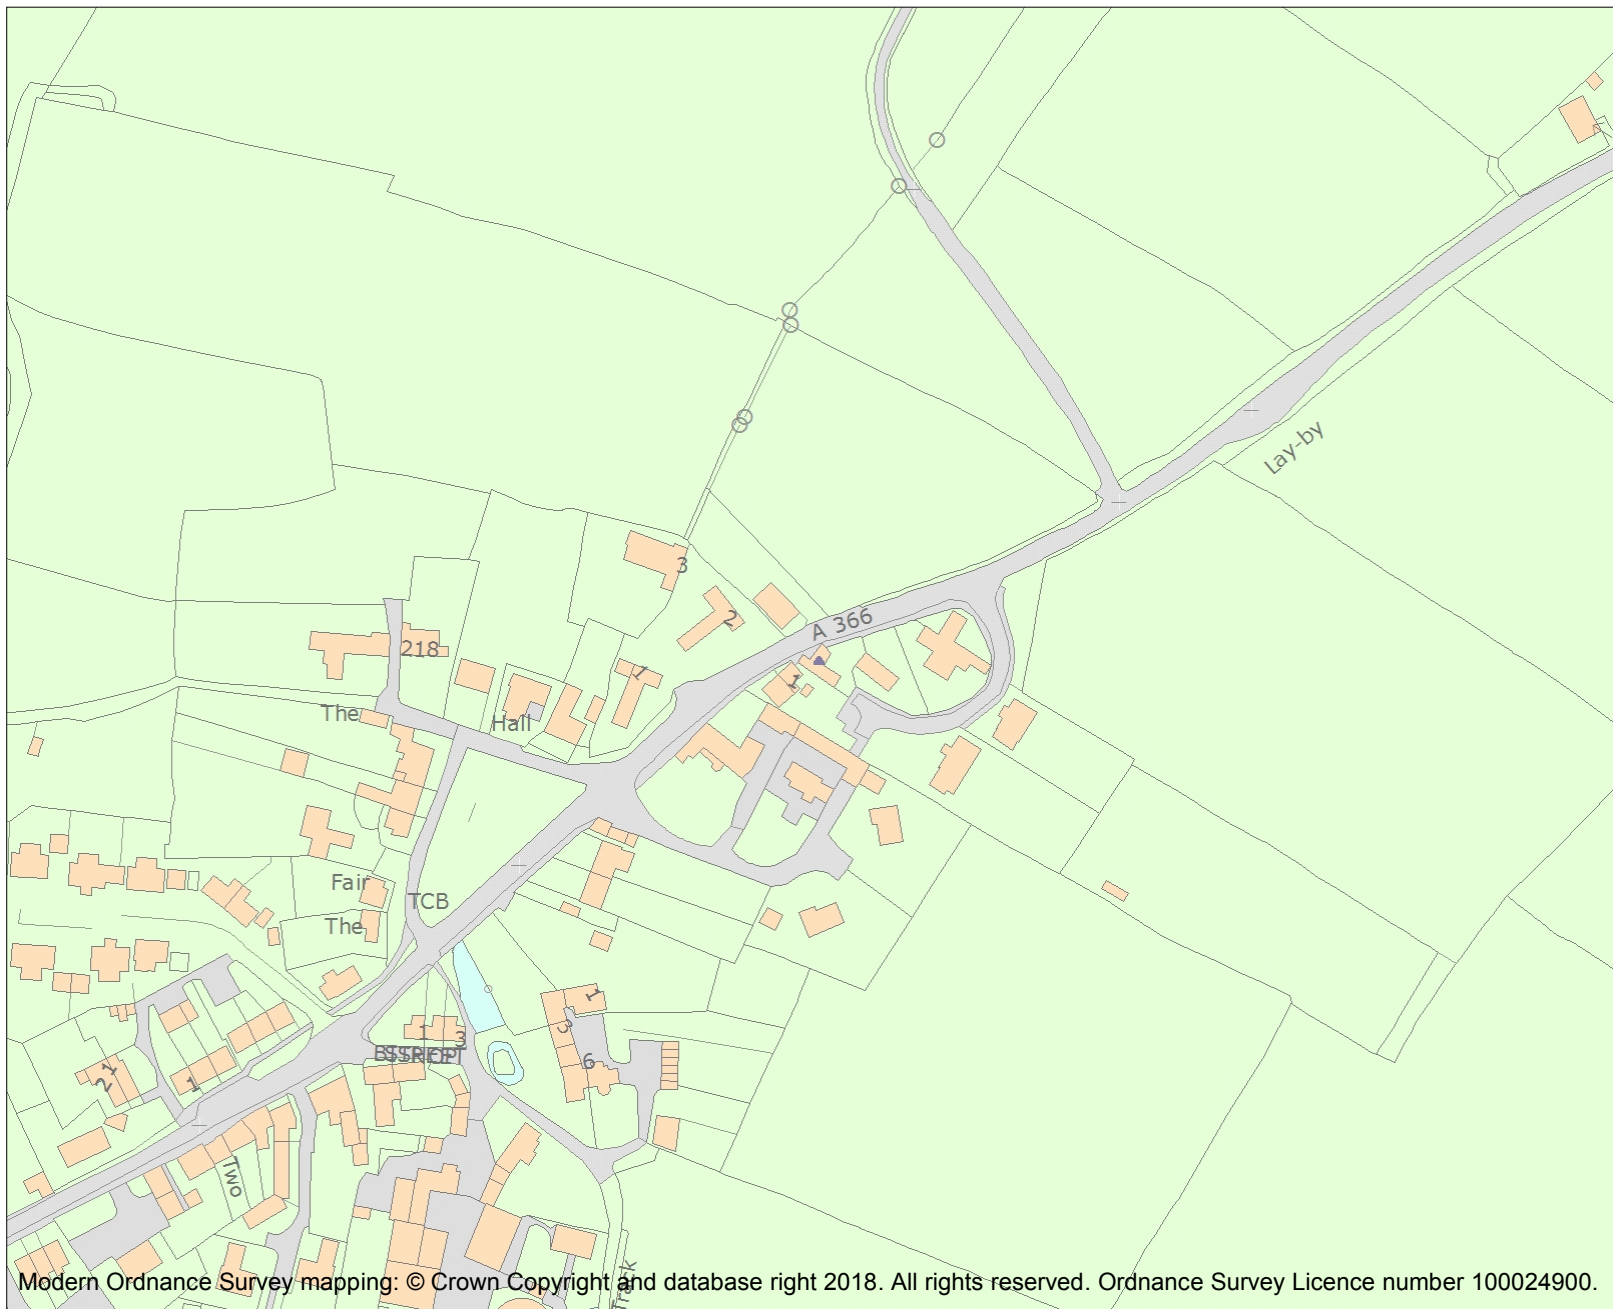 Lay-by
3
2
A 366
218
1
1
The
Hall
Fair
TCB
The
1
3
1
3
6
1
2
1
Two
Track
Modern Ordnance Survey mapping: © Crown Copyright and database right 2018. All rights reserved. Ordnance Survey Licence number 100024900.